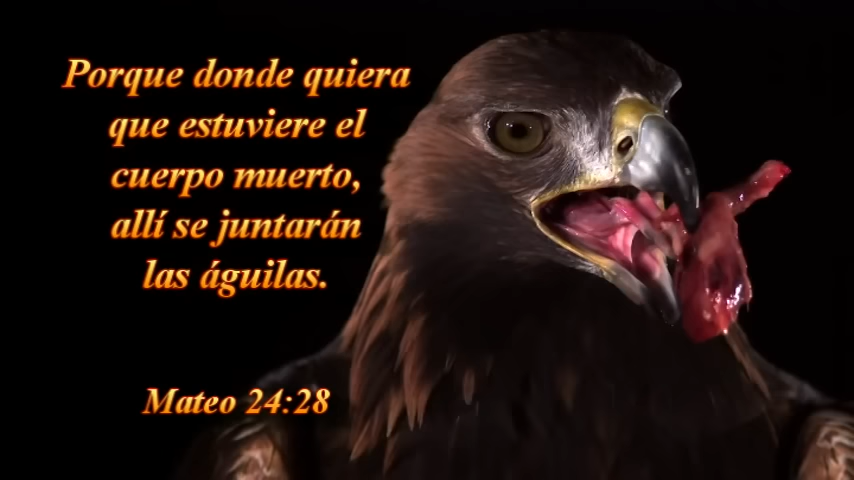 Porque donde quiera
que estuviere el
cuerpo muerto,
allí se juntarán
las águilas.
Mateo 24:28